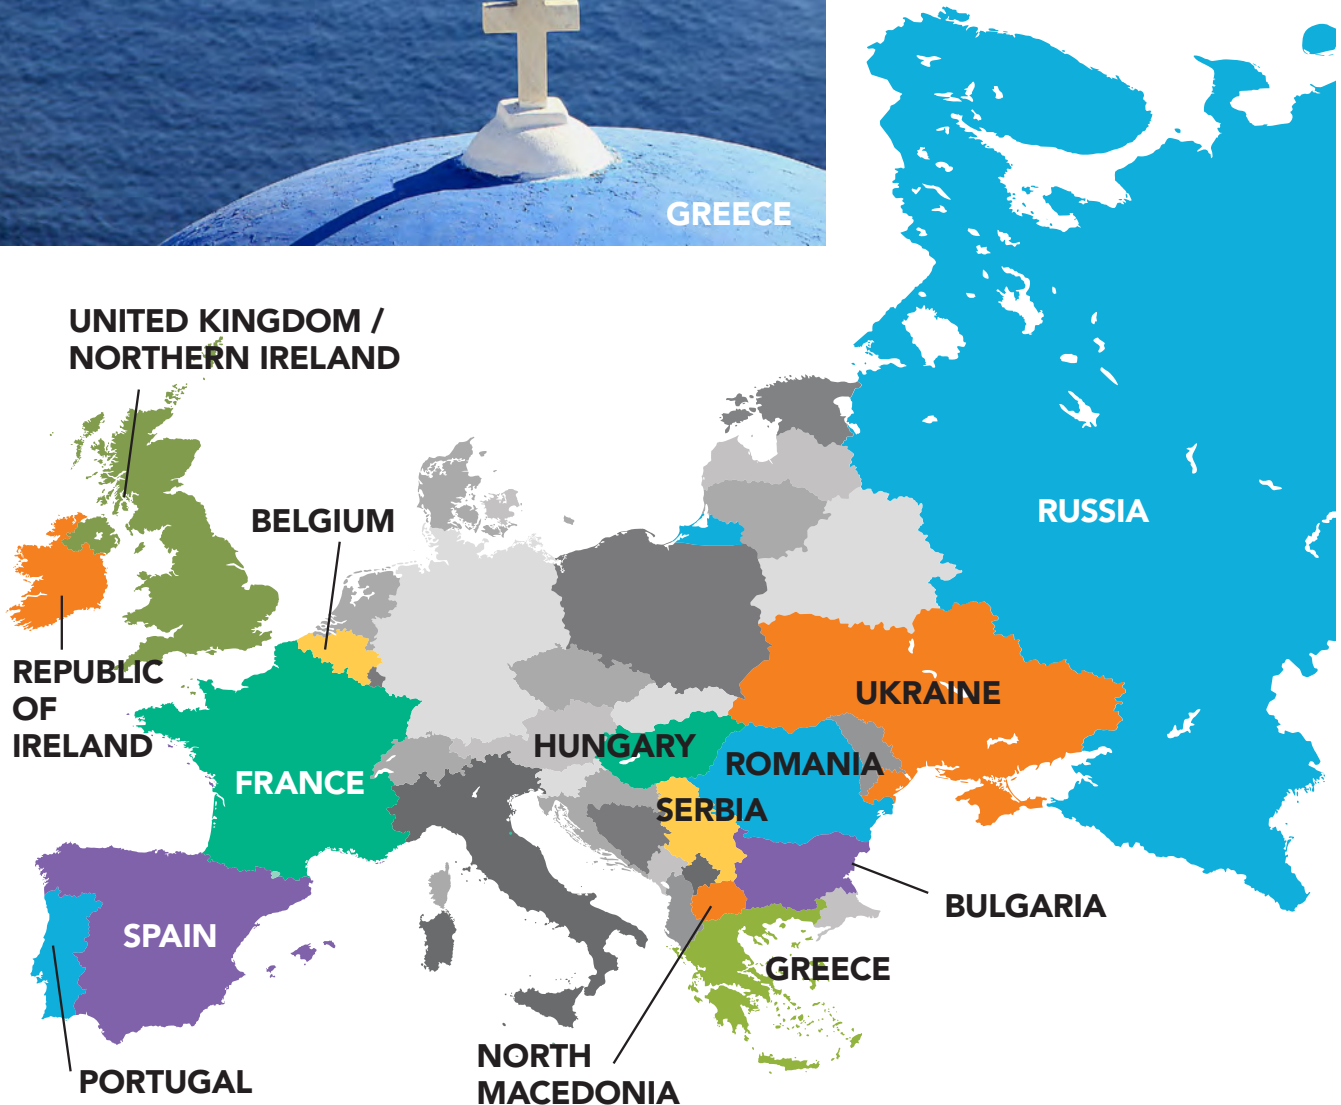 GREECE
UNITED KINGDOM /
NORTHERN IRELAND
BELGIUM
RUSSIA
REPUBLIC
OF
IRELAND
UKRAINE
HUNGARY
ROMANIA
FRANCE
SERBIA
BULGARIA
SPAIN
GREECE
NORTH
MACEDONIA
PORTUGAL